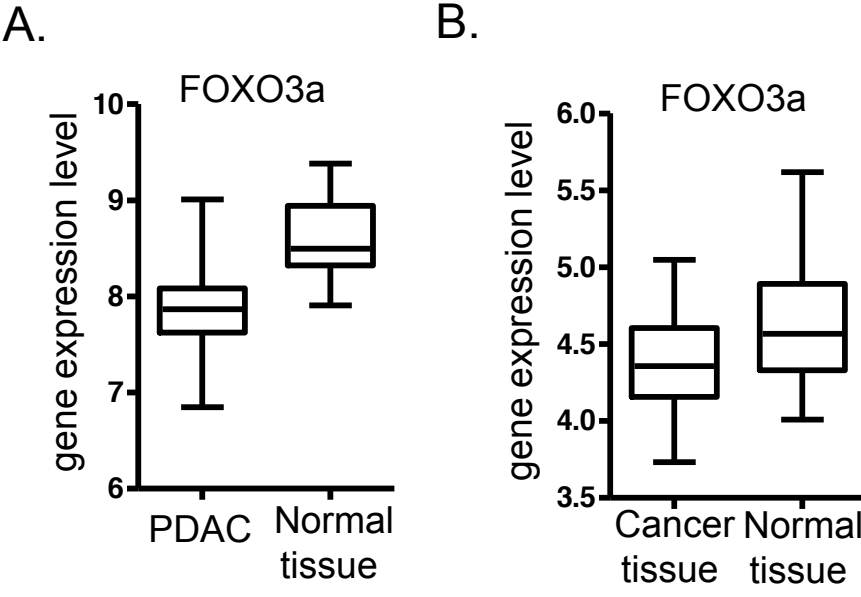 A.
FOXO3a
gene expression level
10
9
8
7
6
PDAC
Normal
tissue
B.
FOXO3a
gene expression level
6.0
5.5
5.0
4.5
4.0
3.5
Cancer
tissue
Normal
tissue